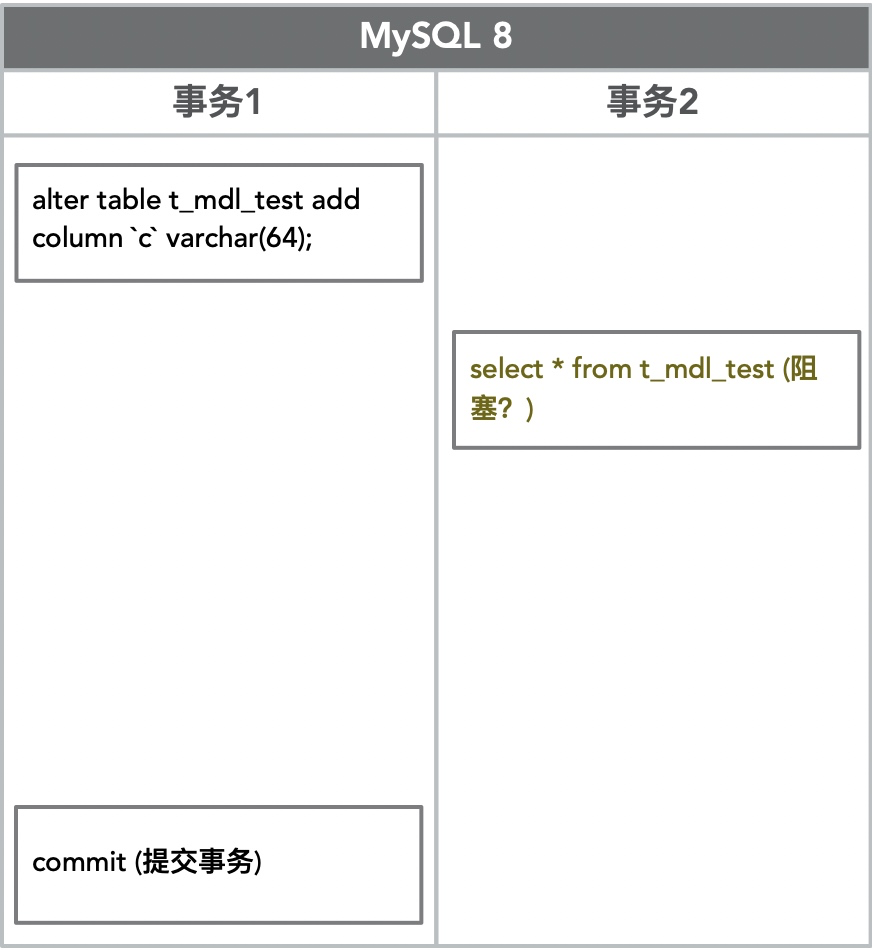 MySQL 8
事务1
事务2
alter table t_mdl_test add
column `c` varchar(64);
select * from t_mdl_test (阻
塞？)
commit (提交事务)